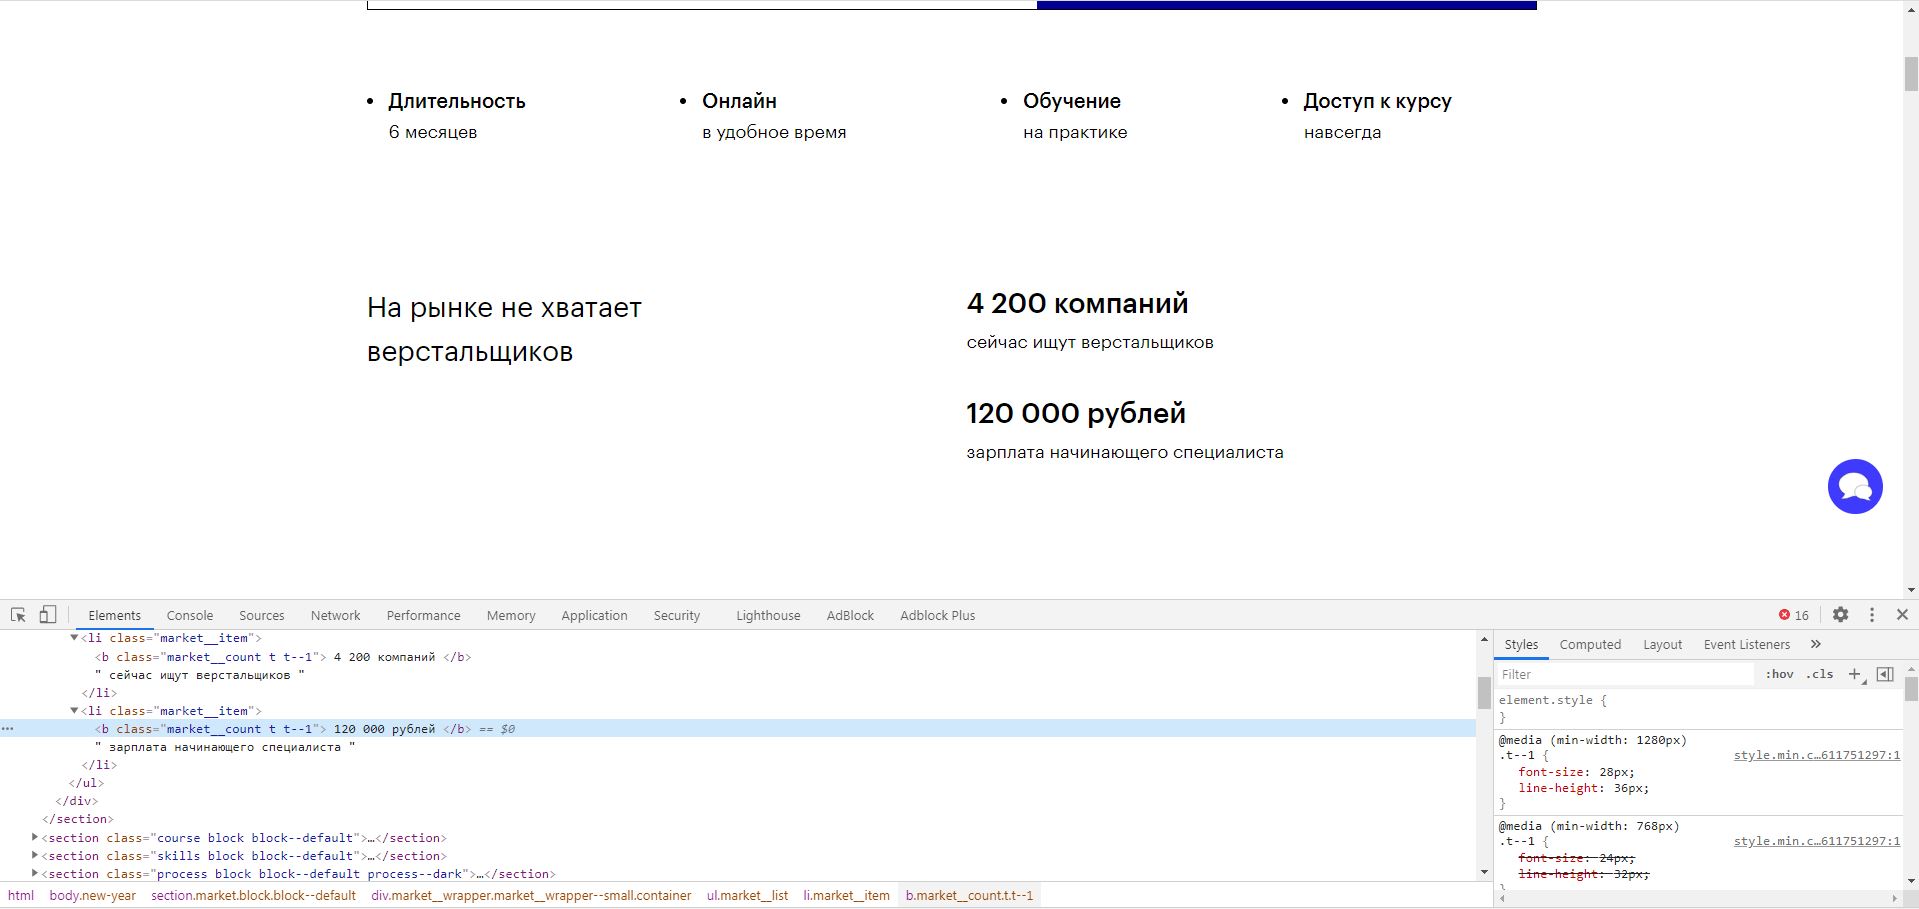 Длительность
6 месяцев
Онлайн
в удобное время
Обучение
на практике
Доступ к курсу
навсегда
На рынке не хватает
верстальщиков
4 200 компаний
сейчас ищут верстальщиков
120 000 рублей
зарплата начинающего специалиста
Elements Console Sources Network Performance Memory Application Security Lighthouse AdBlock Adblock Plus 16
<li class="market__item">
<b class="market__count t t--1"> 4 200 компаний </b>
" сейчас ищут верстальщиков "
</li>
<li class="market__item">
<b class="market__count t t--1"> 120 000 рублей </b> == $0
" зарплата начинающего специалиста "
</li>
</ul>
</div>
</section>
<section class="course block block--default">…</section>
<section class="skills block block--default">…</section>
<section class="process block block--default process--dark">…</section>
html body.new-year section.market.block.block--default div.market__wrapper.market__wrapper--small.container ul.market__list li.market__item b.market__count.t.t--1
Styles Computed Layout Event Listeners »
Filter :hov .cls +
element.style {
}
@media (min-width: 1280px)
.t--1 { style.min.c…611751297:1
font-size: 28px;
line-height: 36px;
}
@media (min-width: 768px)
.t--1 { style.min.c…611751297:1
font-size: 24px;
line-height: 32px;
}